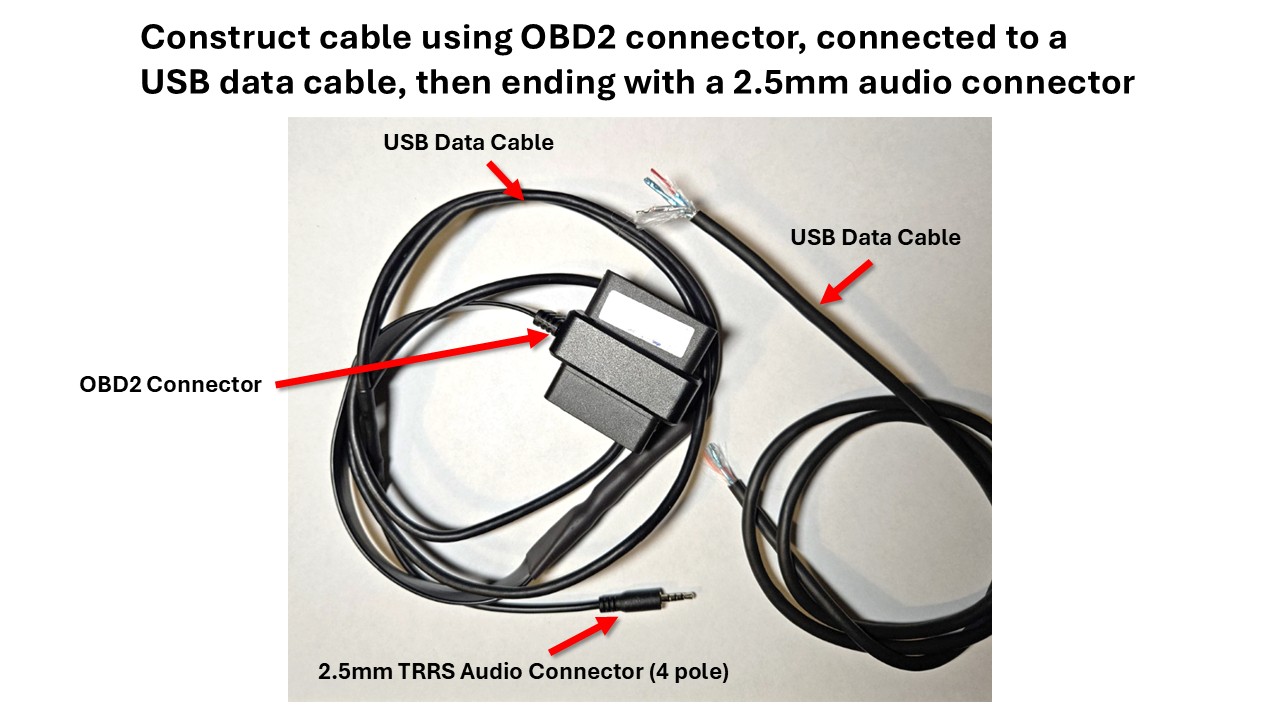 Construct cable using OBD2 connector, connected to a
USB data cable, then ending with a 2.5mm audio connector
USB Data Cable
USB Data Cable
OBD2 Connector
2.5mm TRRS Audio Connector (4 pole)